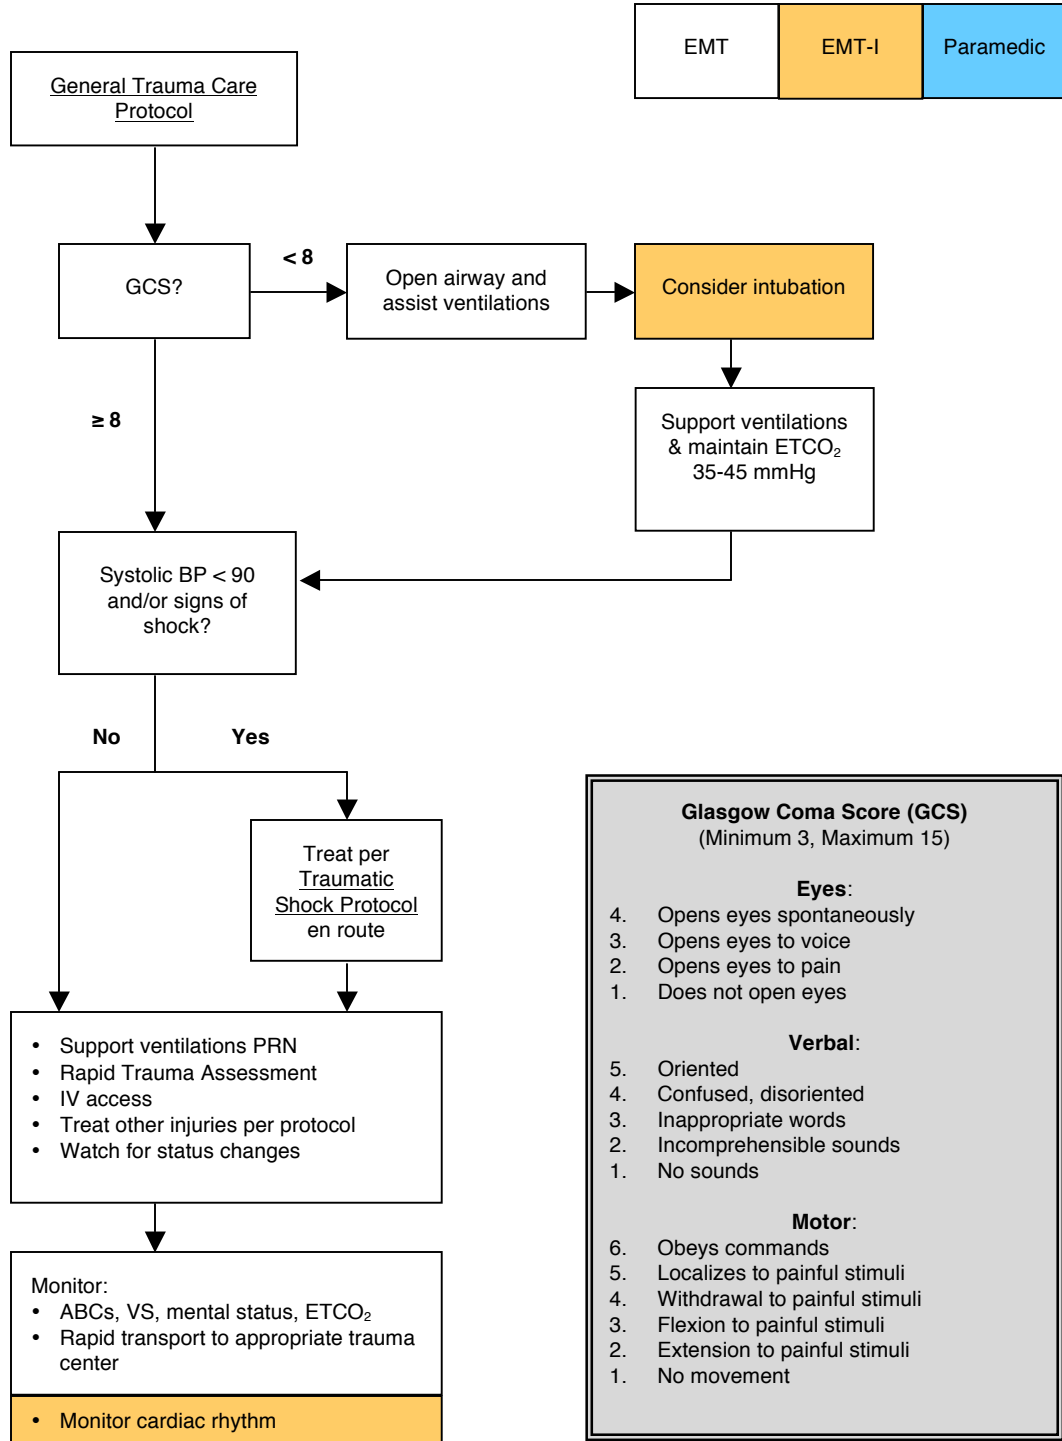 EMT
EMT-I
Paramedic
General Trauma Care
Protocol
GCS?
< 8
Open airway and
assist ventilations
Consider intubation
≥ 8
Support ventilations
& maintain ETCO₂
35-45 mmHg
Systolic BP < 90
and/or signs of
shock?
No
Yes
Treat per
Traumatic
Shock Protocol
en route
• Support ventilations PRN
• Rapid Trauma Assessment
• IV access
• Treat other injuries per protocol
• Watch for status changes
Monitor:
• ABCs, VS, mental status, ETCO₂
• Rapid transport to appropriate trauma
center
• Monitor cardiac rhythm
Glasgow Coma Score (GCS)
(Minimum 3, Maximum 15)
Eyes:
4. Opens eyes spontaneously
3. Opens eyes to voice
2. Opens eyes to pain
1. Does not open eyes
Verbal:
5. Oriented
4. Confused, disoriented
3. Inappropriate words
2. Incomprehensible sounds
1. No sounds
Motor:
6. Obeys commands
5. Localizes to painful stimuli
4. Withdrawal to painful stimuli
3. Flexion to painful stimuli
2. Extension to painful stimuli
1. No movement